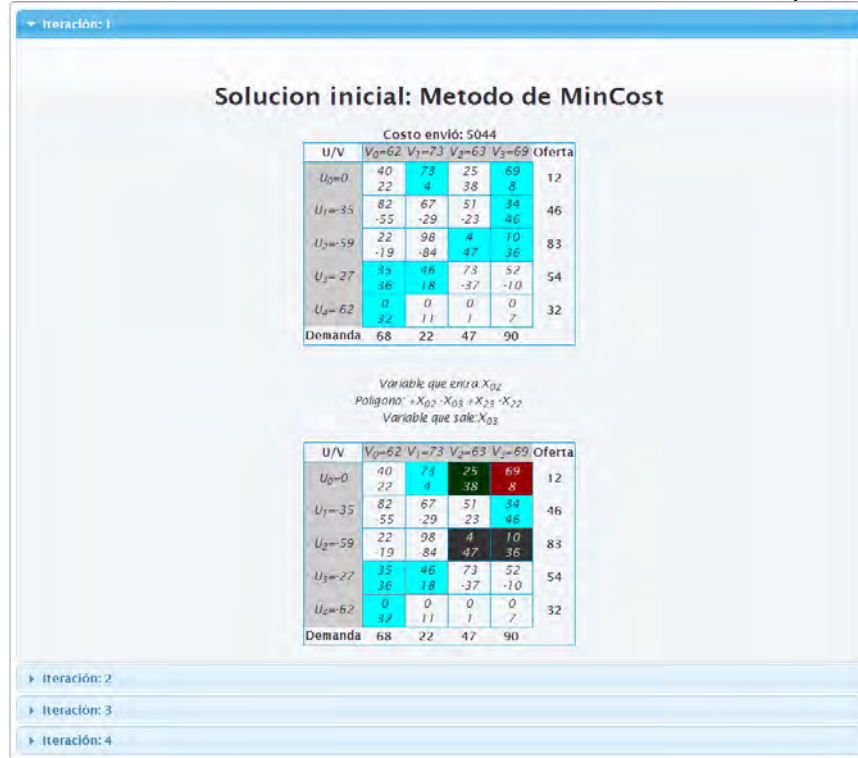 Iteración: 1
Solucion inicial: Metodo de MinCost
Costo envió: 5044
U/V V0=62 V1=73 V2=63 V3=69 Oferta
40 73 25 69
U0=0 12
22 4 38 8
82 67 51 34
U1=-35 46
-55 -29 -23 46
22 98 4 10
U2=-59 83
-19 -84 47 36
35 46 73 52
U3=-27 54
36 18 -37 -10
0 0 0 0
U4=-62 32
32 11 1 7
Demanda 68 22 47 90
Variable que entra:X02
Poligono: +X02 -X03 +X23 -X22
Variable que sale:X03
U/V V0=62 V1=73 V2=63 V3=69 Oferta
40 73 25 69
U0=0 12
22 4 38 8
82 67 51 34
U1=-35 46
-55 -29 -23 46
22 98 4 10
U2=-59 83
-19 -84 47 36
35 46 73 52
U3=-27 54
36 18 -37 -10
0 0 0 0
U4=-62 32
32 11 1 7
Demanda 68 22 47 90
Iteración: 2
Iteración: 3
Iteración: 4